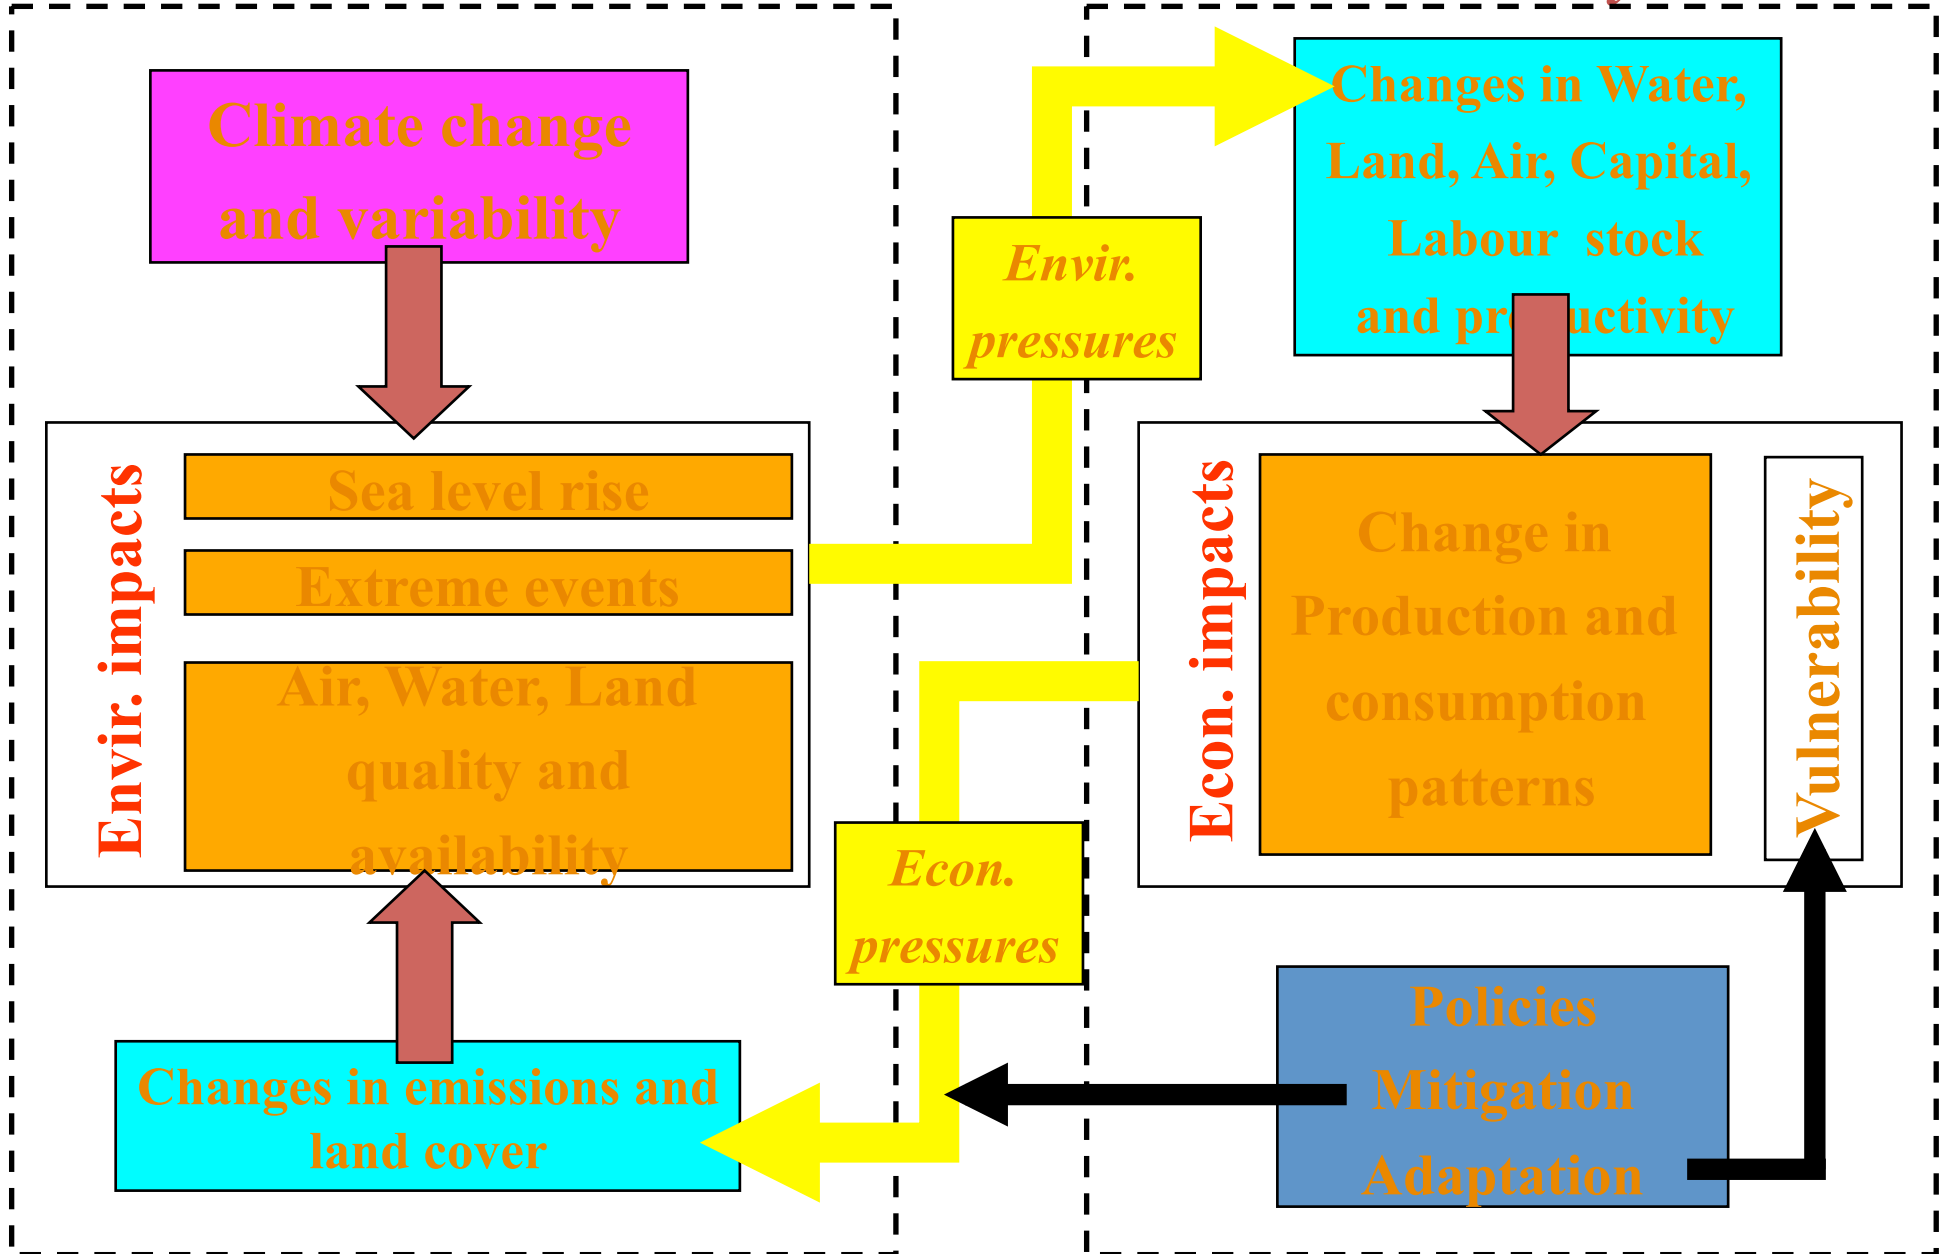 Climate change
and variability
Envir. impacts
Sea level rise
Extreme events
Air, Water, Land
quality and
availability
Changes in emissions and
land cover
Envir.
pressures
Econ.
pressures
Changes in Water,
Land, Air, Capital,
Labour stock
and productivity
Econ. impacts
Change in
Production and
consumption
patterns
Vulnerability
Policies
Mitigation
Adaptation